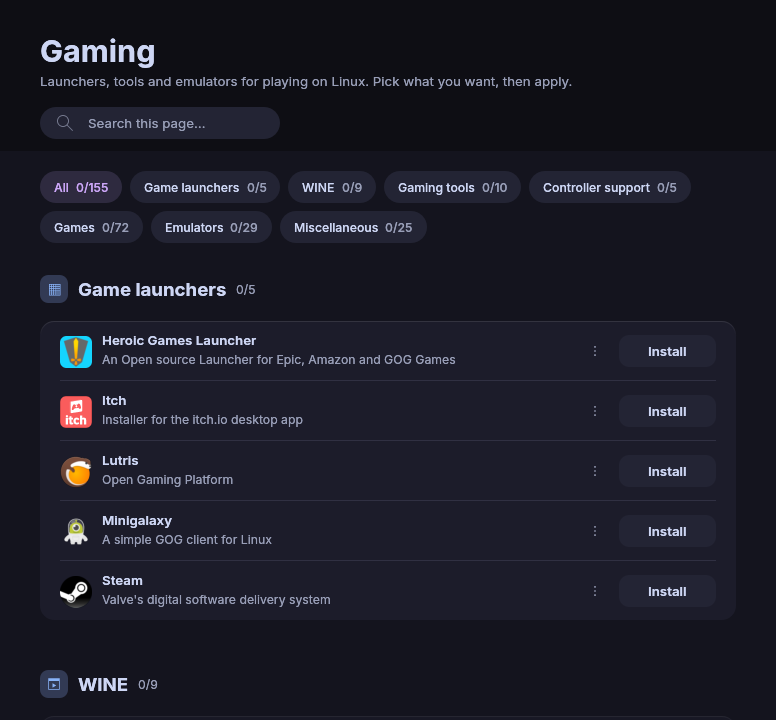 Gaming
Launchers, tools and emulators for playing on Linux. Pick what you want, then apply.
Search this page...
All 0/155
Game launchers 0/5
WINE 0/9
Gaming tools 0/10
Controller support 0/5
Games 0/72
Emulators 0/29
Miscellaneous 0/25
Game launchers 0/5
Heroic Games Launcher
An Open source Launcher for Epic, Amazon and GOG Games
Install
Itch
itch
Installer for the itch.io desktop app
Install
Lutris
Open Gaming Platform
Install
Minigalaxy
A simple GOG client for Linux
Install
Steam
Valve's digital software delivery system
Install
WINE 0/9